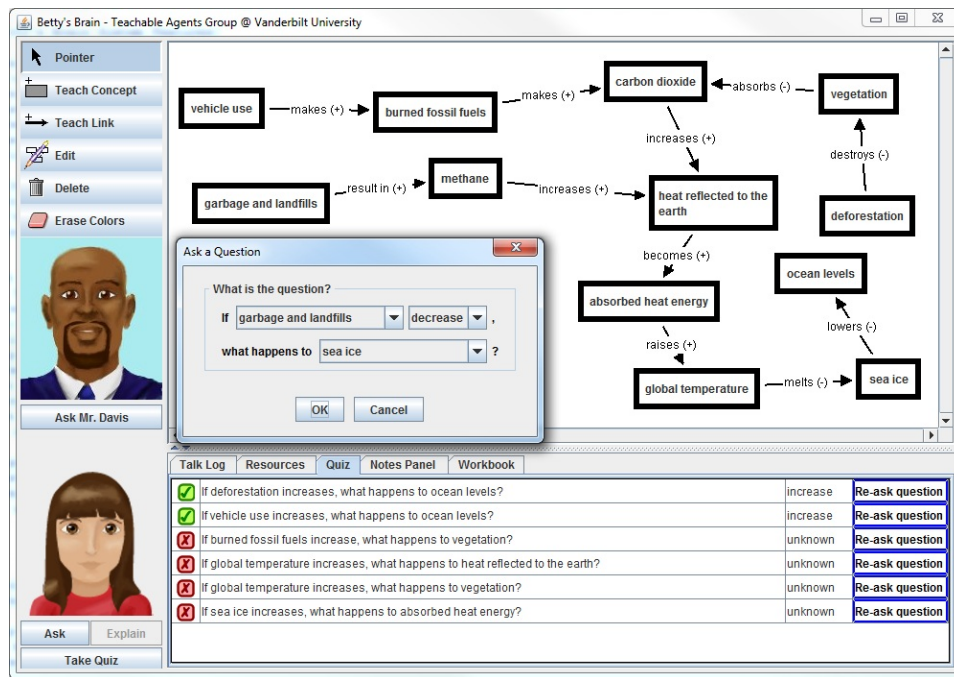 Betty's Brain - Teachable Agents Group @ Vanderbilt University
Pointer
Teach Concept
Teach Link
Edit
Delete
Erase Colors
Ask Mr. Davis
Ask
Explain
Take Quiz
vehicle use
makes (+)
burned fossil fuels
makes (+)
carbon dioxide
absorbs (-)
vegetation
increases (+)
destroys (-)
garbage and landfills
result in (+)
methane
increases (+)
heat reflected to the
earth
deforestation
becomes (+)
ocean levels
absorbed heat energy
lowers (-)
raises (+)
global temperature
melts (-)
sea ice
Ask a Question
What is the question?
If garbage and landfills decrease ,
what happens to sea ice ?
OK Cancel
Talk Log Resources Quiz Notes Panel Workbook
If deforestation increases, what happens to ocean levels? increase Re-ask question
If vehicle use increases, what happens to ocean levels? increase Re-ask question
If burned fossil fuels increase, what happens to vegetation? unknown Re-ask question
If global temperature increases, what happens to heat reflected to the earth? unknown Re-ask question
If global temperature increases, what happens to vegetation? unknown Re-ask question
If sea ice increases, what happens to absorbed heat energy? unknown Re-ask question